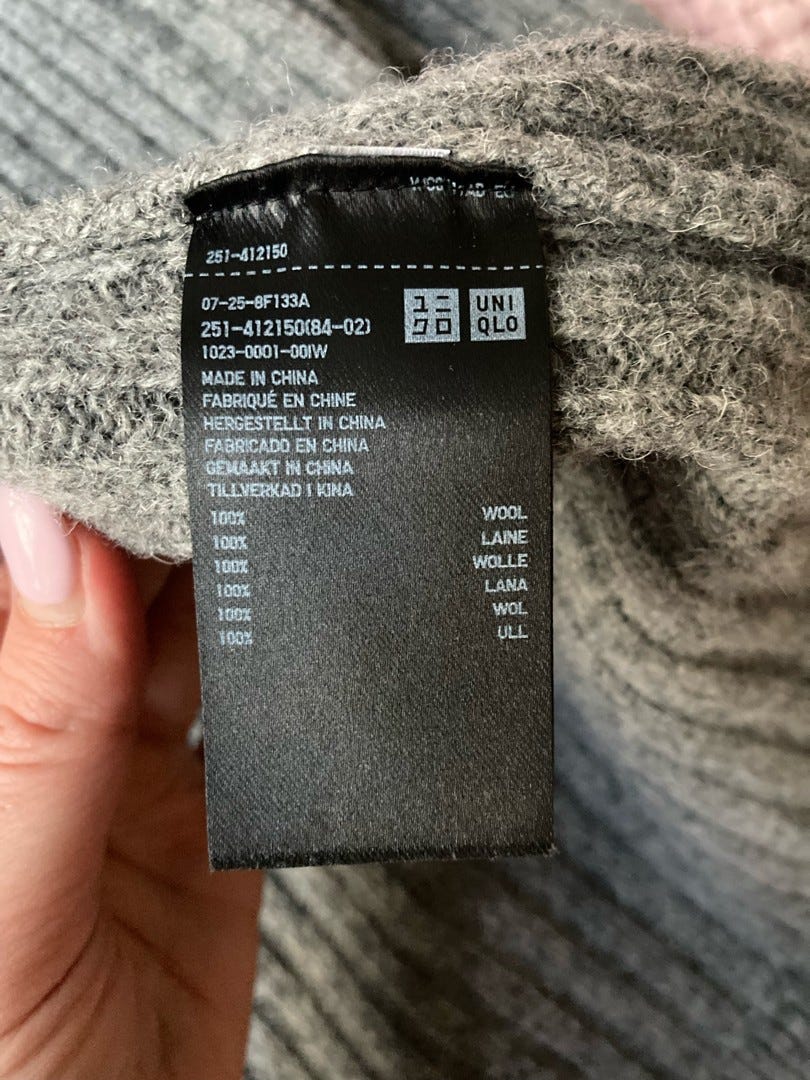 251-412150
07-25-8F133A
251-412150(84-02)
1023-0001-00IW
ユニ
クロ
UNI
QLO
MADE IN CHINA
FABRIQUÉ EN CHINE
HERGESTELLT IN CHINA
FABRICADO EN CHINA
GEMAAKT IN CHINA
TILLVERKAD I KINA
100% WOOL
100% LAINE
100% WOLLE
100% LANA
100% WOL
100% ULL